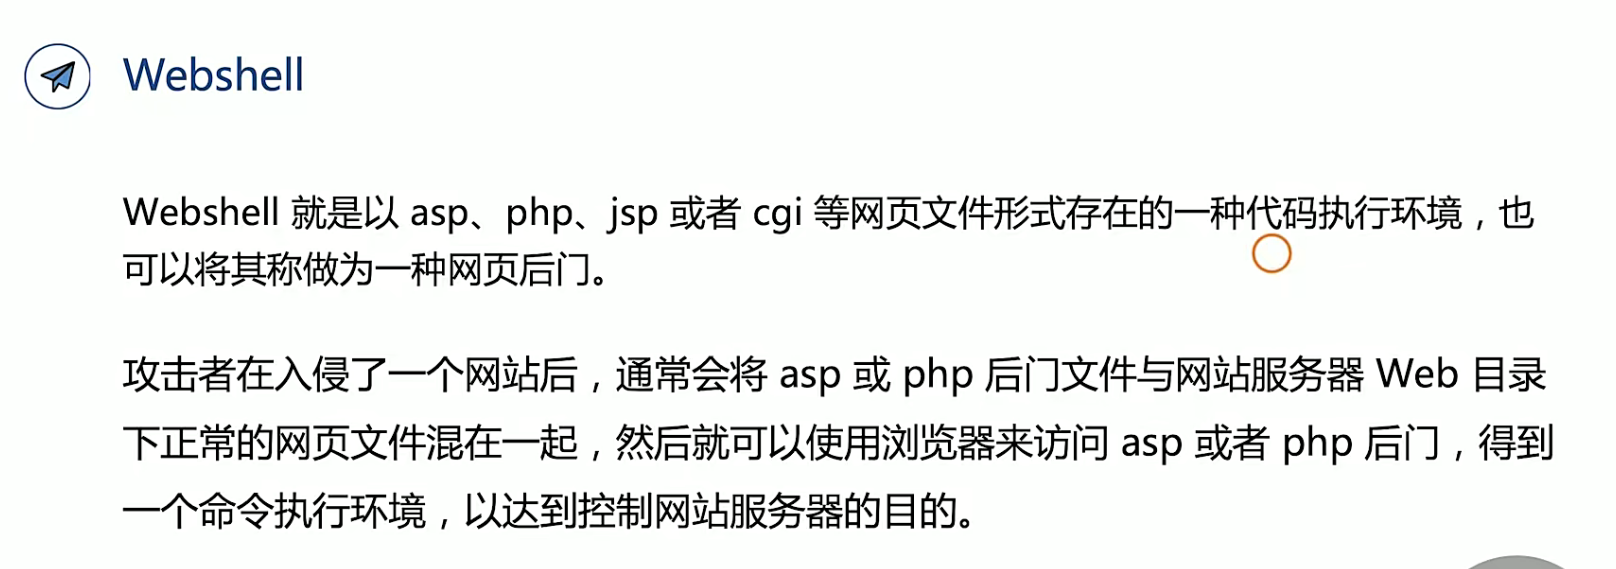 Webshell
Webshell 就是以 asp、php、jsp 或者 cgi 等网页文件形式存在的一种代码执行环境，也
可以将其称做为一种网页后门。
攻击者在入侵了一个网站后，通常会将 asp 或 php 后门文件与网站服务器 Web 目录
下正常的网页文件混在一起，然后就可以使用浏览器来访问 asp 或者 php 后门，得到
一个命令执行环境，以达到控制网站服务器的目的。